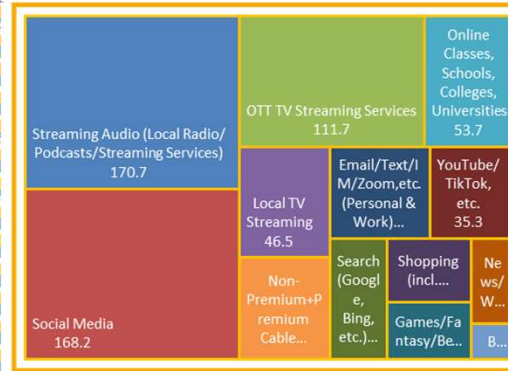 Streaming Audio (Local Radio/
Podcasts/Streaming Services)
170.7
Social Media
168.2
OTT TV Streaming Services
111.7
Online
Classes,
Schools,
Colleges,
Universities
53.7
Local TV
Streaming
46.5
Non-
Premium+P
remium
Cable...
Email/Text/I
M/Zoom,etc.
(Personal &
Work)...
YouTube/
TikTok,
etc.
35.3
Search
(Googl
e,
Bing,
etc.)...
Shopping
(incl....
Games/Fa
ntasy/Be...
Ne
ws/
W...
B...